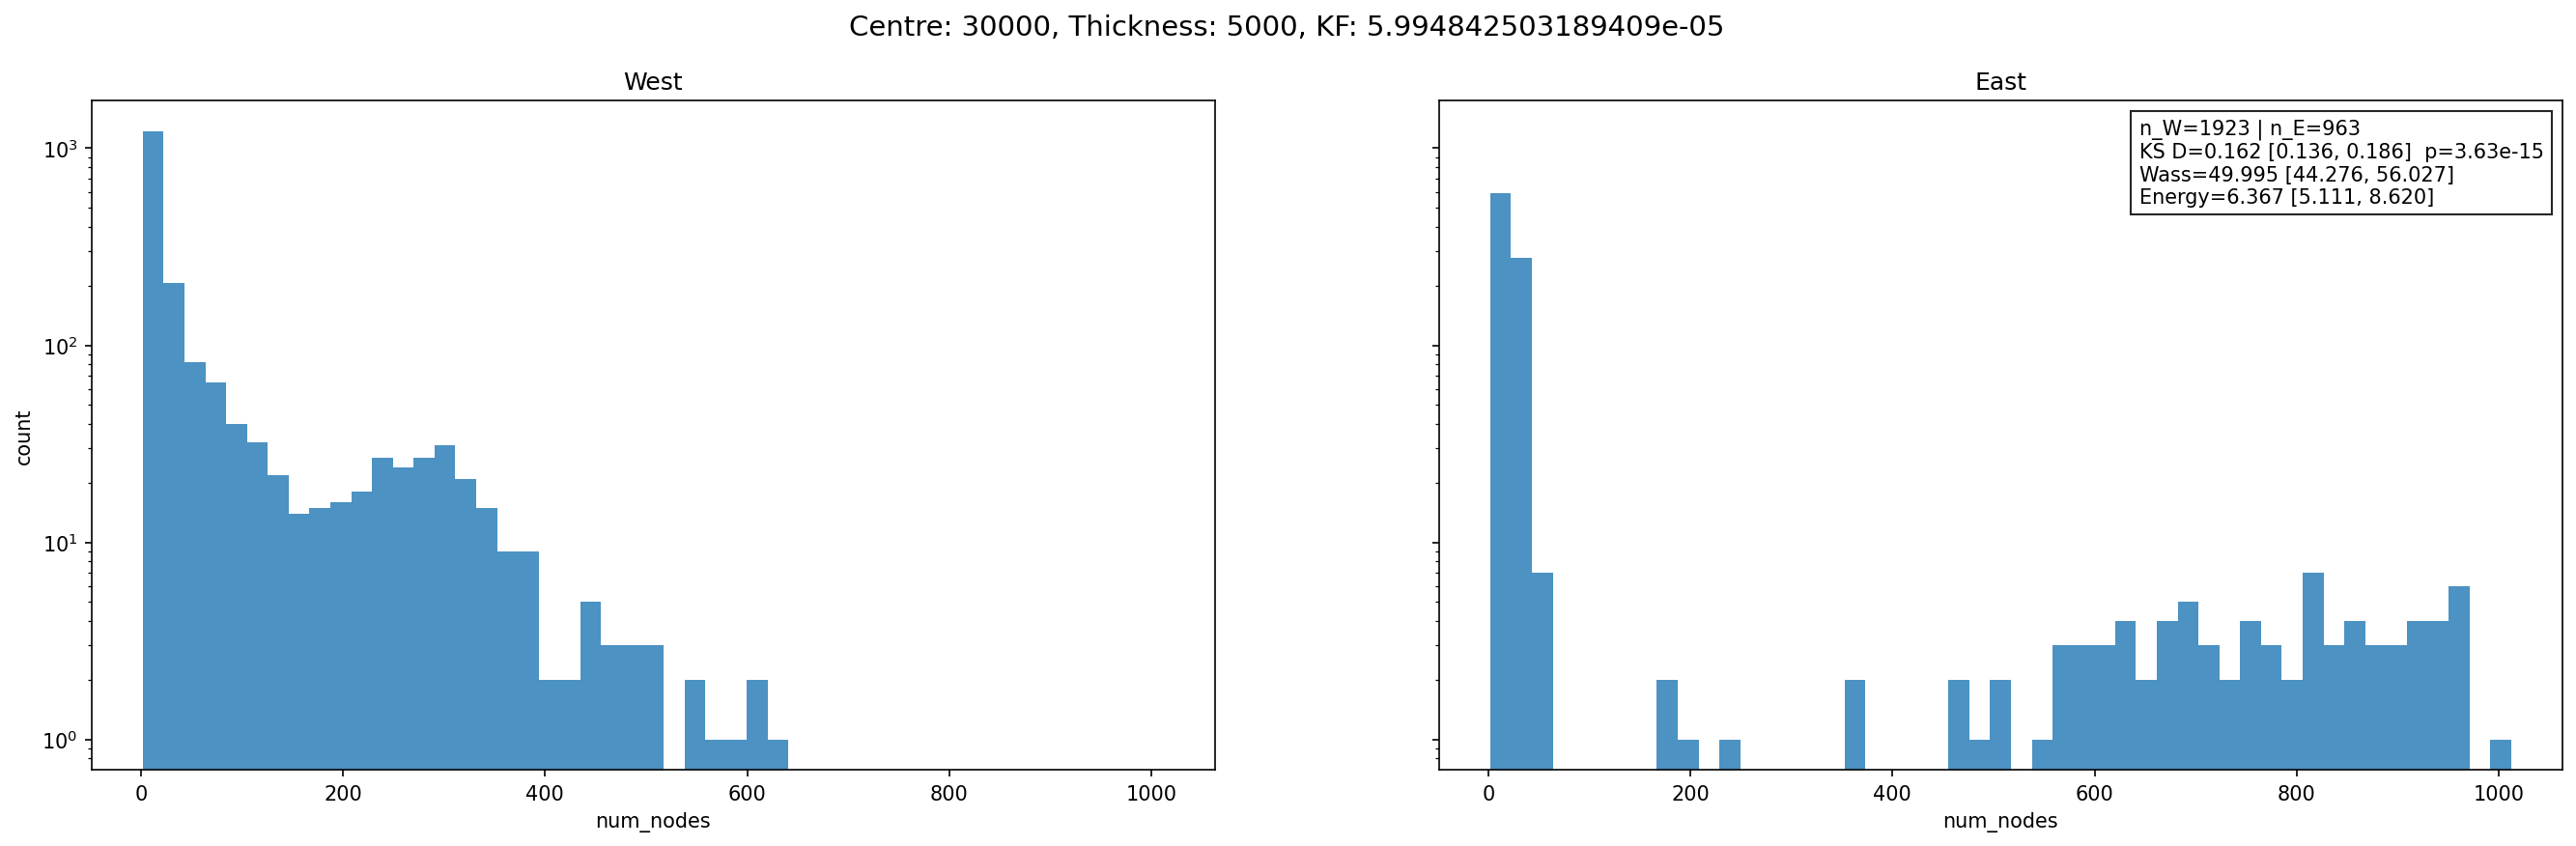 Centre: 30000, Thickness: 5000, KF: 5.994842503189409e-05
West
count
10³
10²
10¹
10⁰
0 200 400 600 800 1000
num_nodes
East
n_W=1923 | n_E=963
KS D=0.162 [0.136, 0.186]  p=3.63e-15
Wass=49.995 [44.276, 56.027]
Energy=6.367 [5.111, 8.620]
0 200 400 600 800 1000
num_nodes